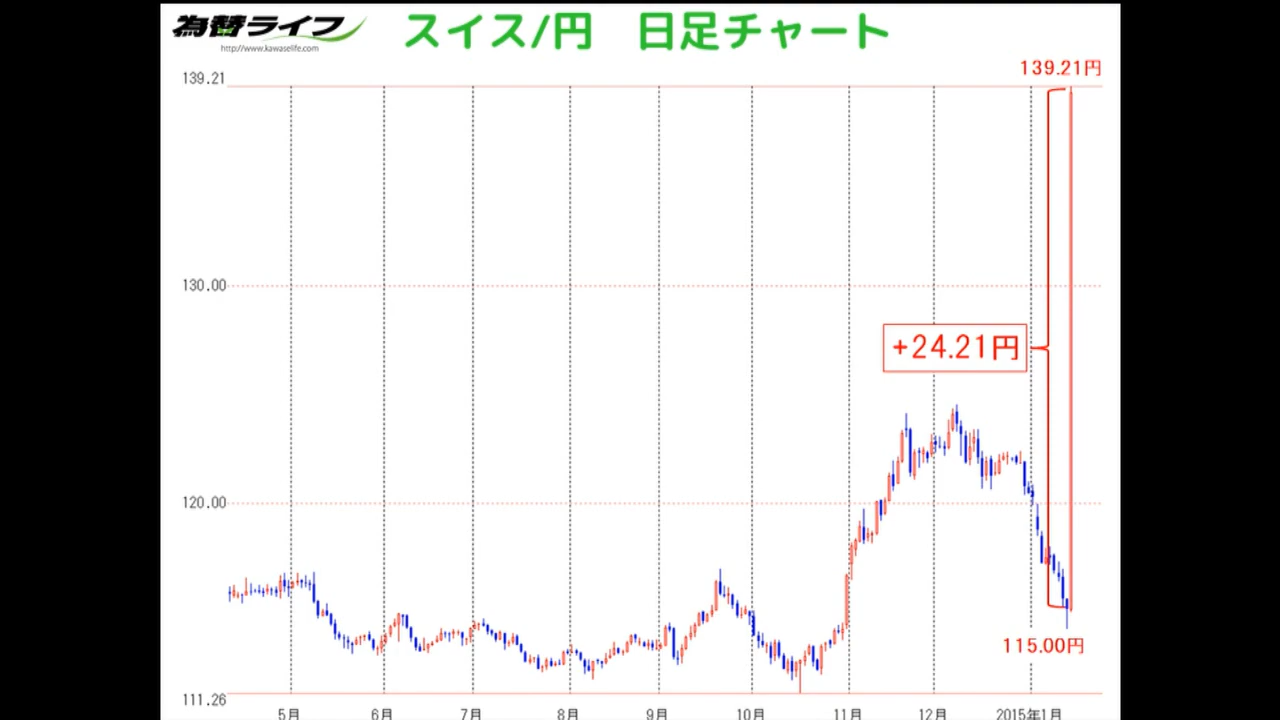 為替ライフ
http://www.kawaselife.com
スイス/円 日足チャート
139.21円
139.21
130.00
+24.21円
120.00
115.00円
111.26
5月 6月 7月 8月 9月 10月 11月 12月 2015年1月